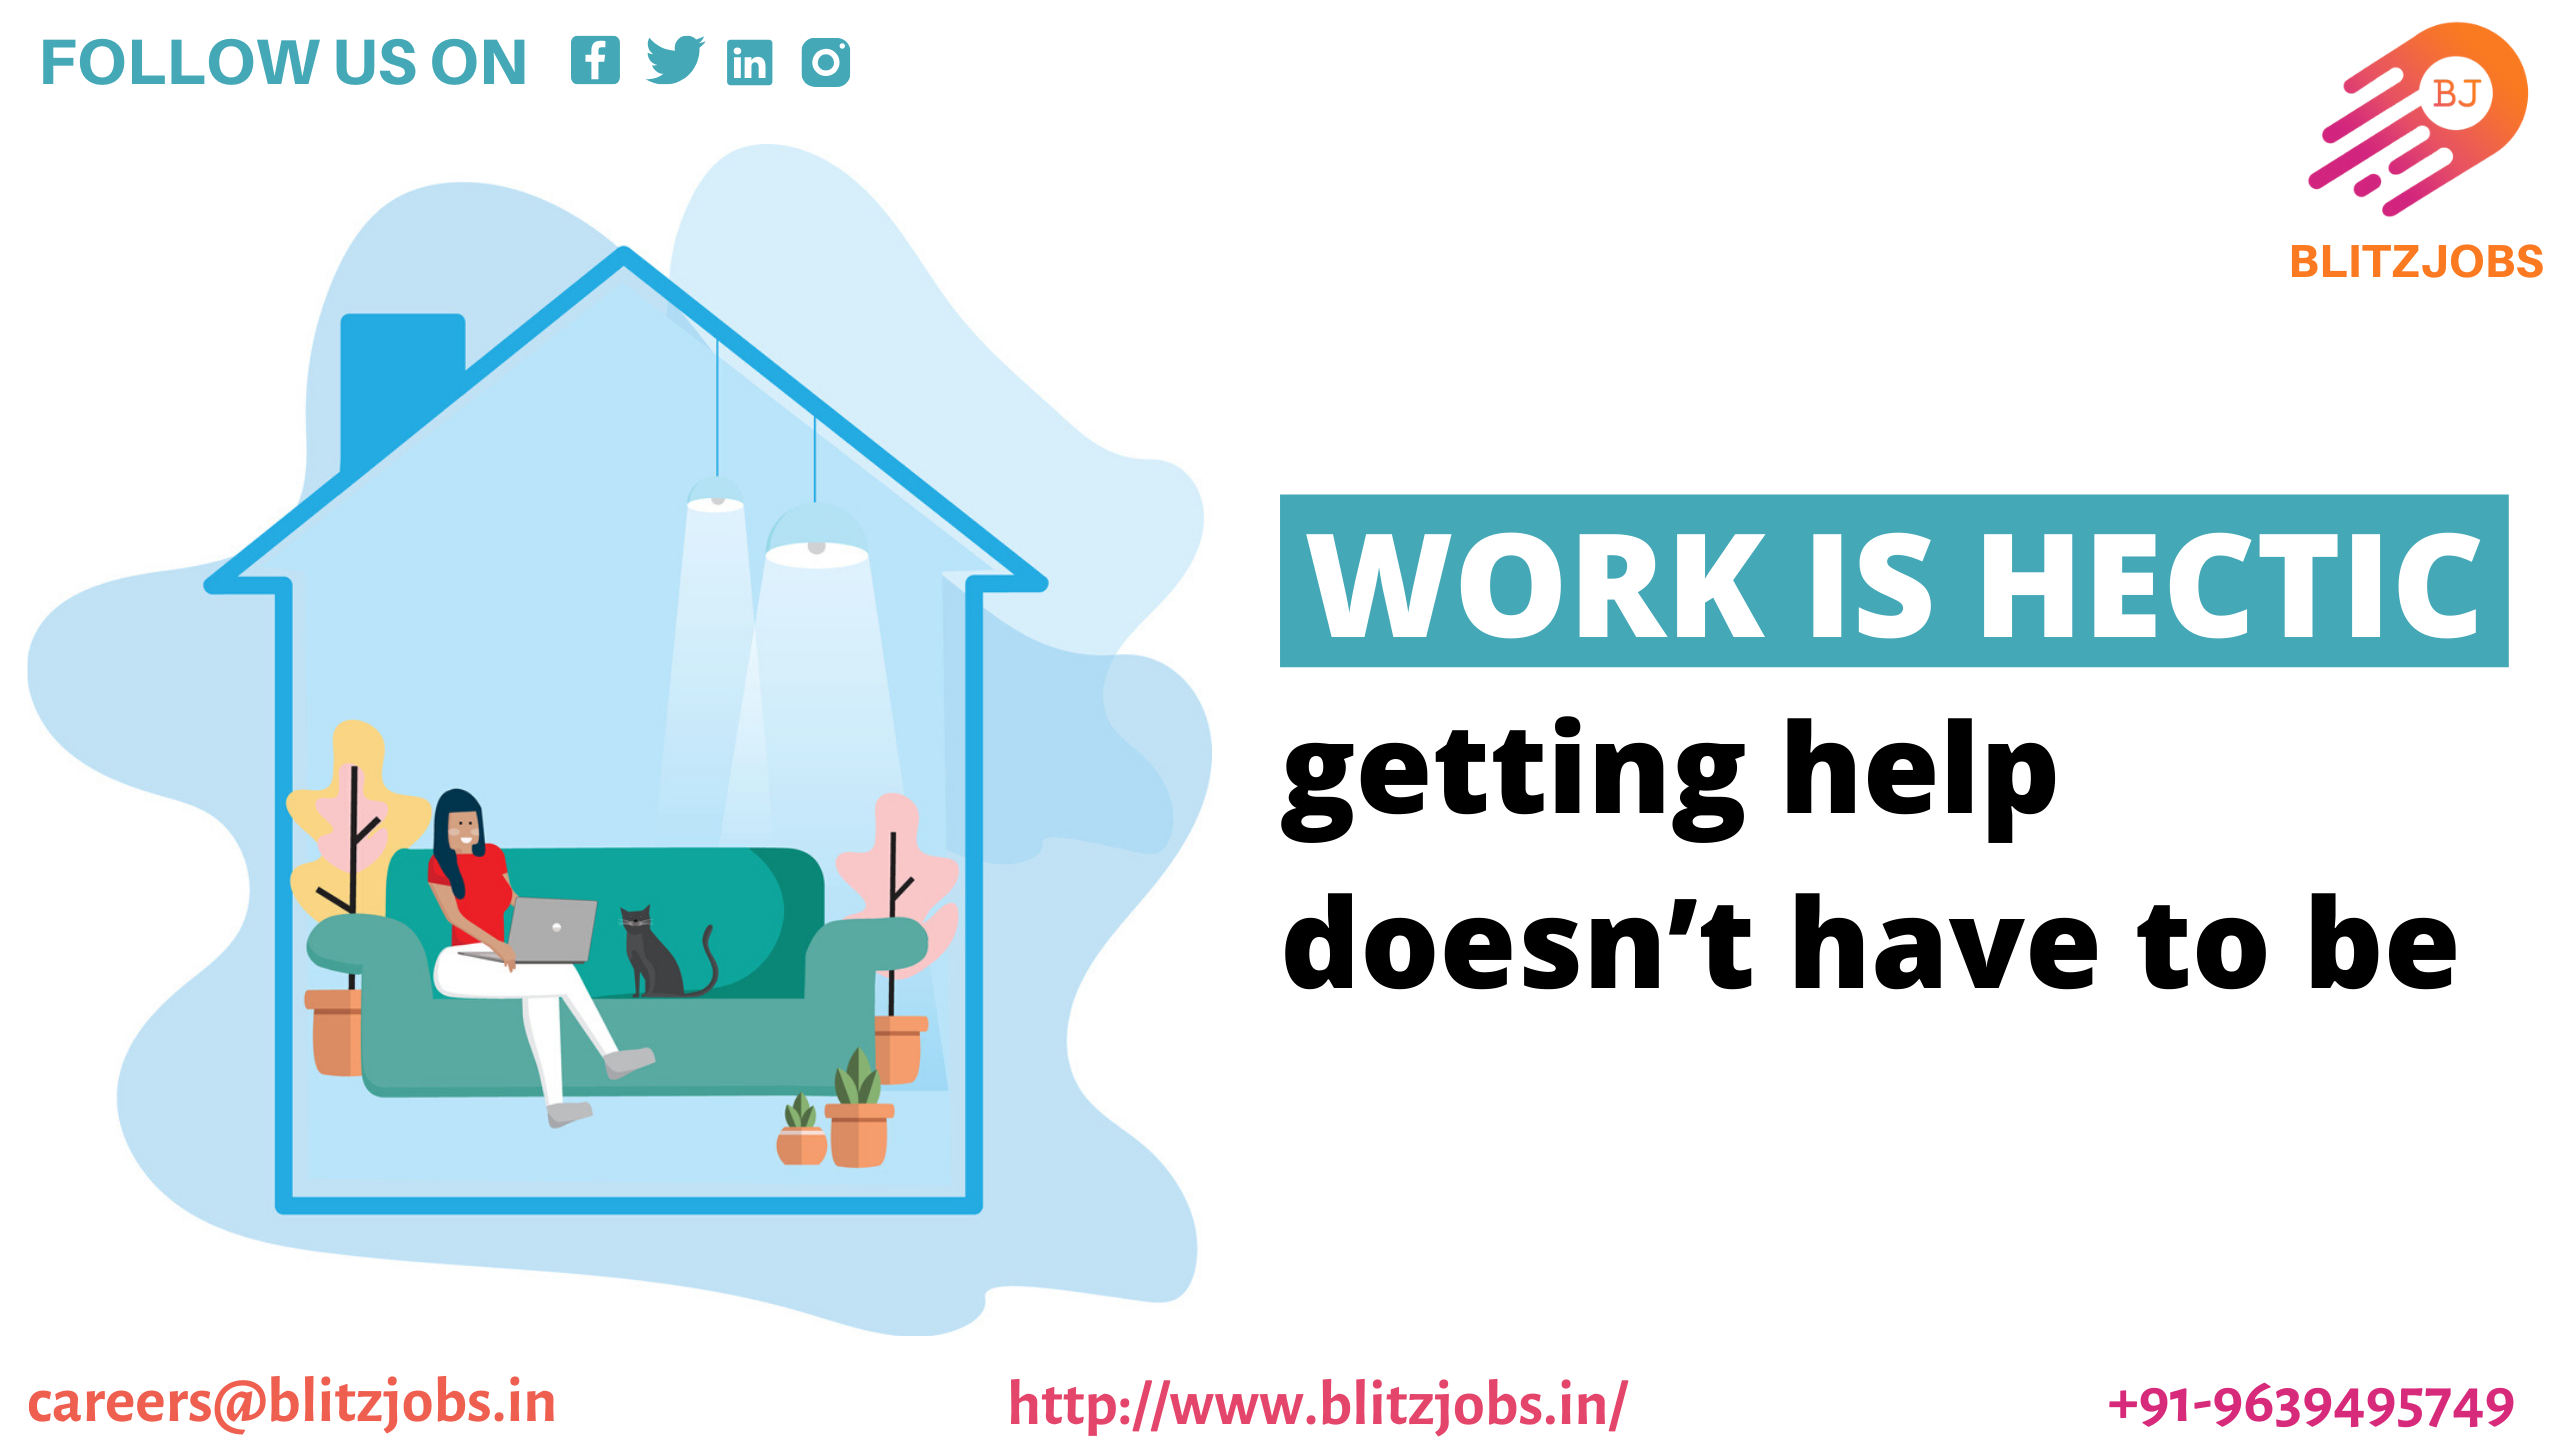 FOLLOW US ON
BJ
BLITZJOBS
WORK IS HECTIC
getting help
doesn’t have to be
careers@blitzjobs.in
http://www.blitzjobs.in/
+91-9639495749